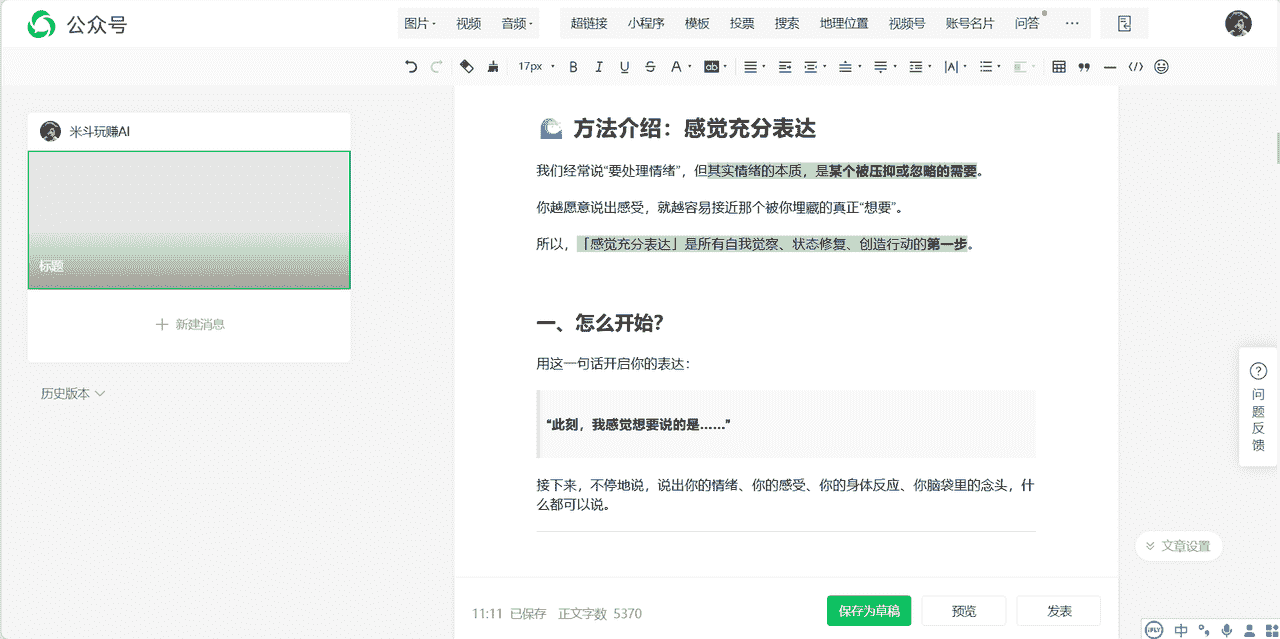 公众号
图片 视频 音频 超链接 小程序 模板 投票 搜索 地理位置 视频号 账号名片 问答 ···
17px B I U S A ab |A|
米斗玩赚AI
标题
＋ 新建消息
历史版本
方法介绍：感觉充分表达
我们经常说“要处理情绪”，但其实情绪的本质，是某个被压抑或忽略的需要。
你越愿意说出感受，就越容易接近那个被你埋藏的真正“想要”。
所以，「感觉充分表达」是所有自我觉察、状态修复、创造行动的第一步。
一、怎么开始？
用这一句话开启你的表达：
“此刻，我感觉想要说的是……”
接下来，不停地说，说出你的情绪、你的感受、你的身体反应、你脑袋里的念头，什
么都可以说。
问
题
反
馈
文章设置
11:11 已保存 正文字数 5370
保存为草稿 预览 发表
iFLY 中